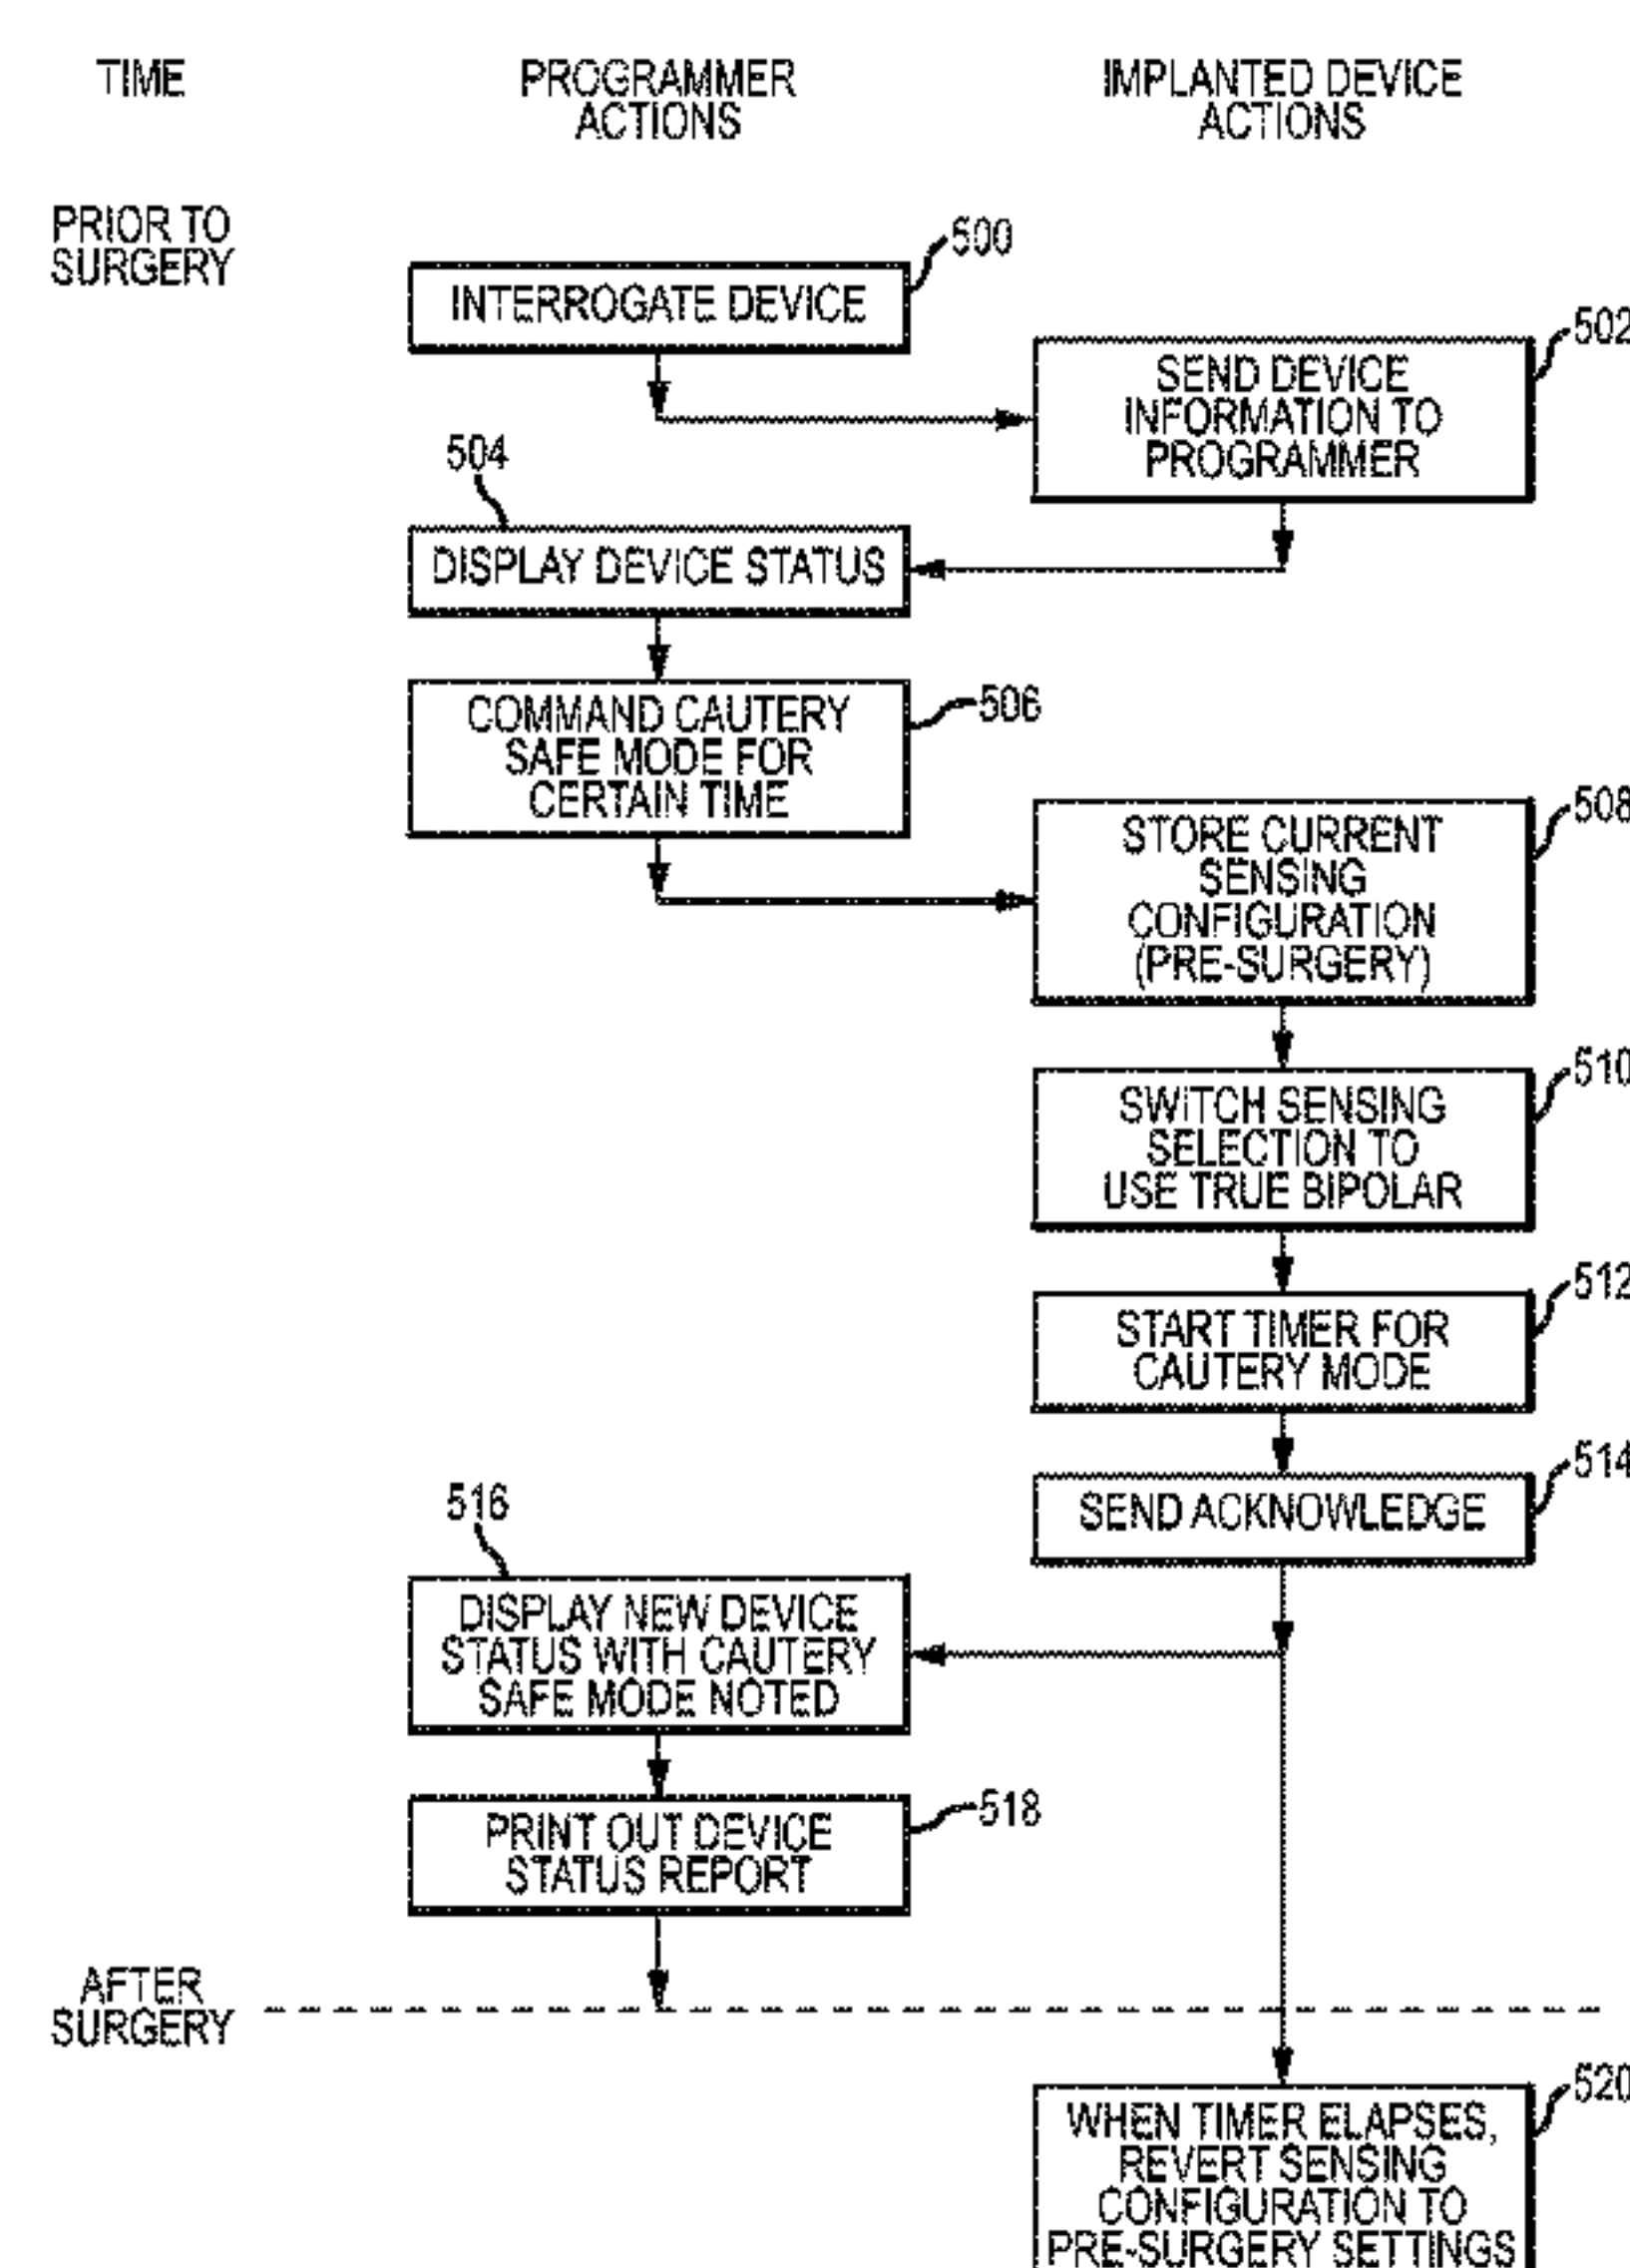 TIME
PROGRAMMER
ACTIONS
IMPLANTED DEVICE
ACTIONS
PRIOR TO
SURGERY
500
INTERROGATE DEVICE
502
SEND DEVICE
INFORMATION TO
PROGRAMMER
504
DISPLAY DEVICE STATUS
506
COMMAND CAUTERY
SAFE MODE FOR
CERTAIN TIME
508
STORE CURRENT
SENSING
CONFIGURATION
(PRE-SURGERY)
510
SWITCH SENSING
SELECTION TO
USE TRUE BIPOLAR
512
START TIMER FOR
CAUTERY MODE
514
SEND ACKNOWLEDGE
516
DISPLAY NEW DEVICE
STATUS WITH CAUTERY
SAFE MODE NOTED
518
PRINT OUT DEVICE
STATUS REPORT
AFTER
SURGERY
520
WHEN TIMER ELAPSES,
REVERT SENSING
CONFIGURATION TO
PRE-SURGERY SETTINGS